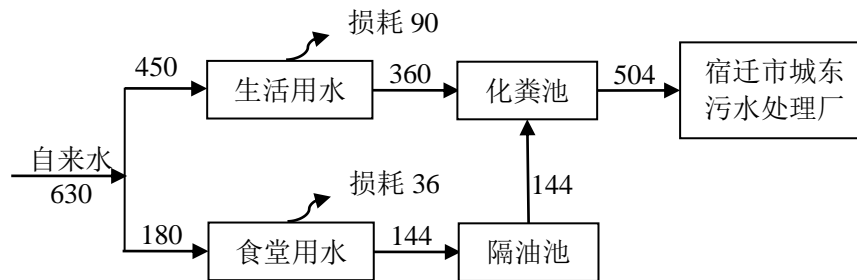 损耗 90
450
生活用水
360
化粪池
504
宿迁市城东
污水处理厂
自来水
630
损耗 36
144
180
食堂用水
144
隔油池